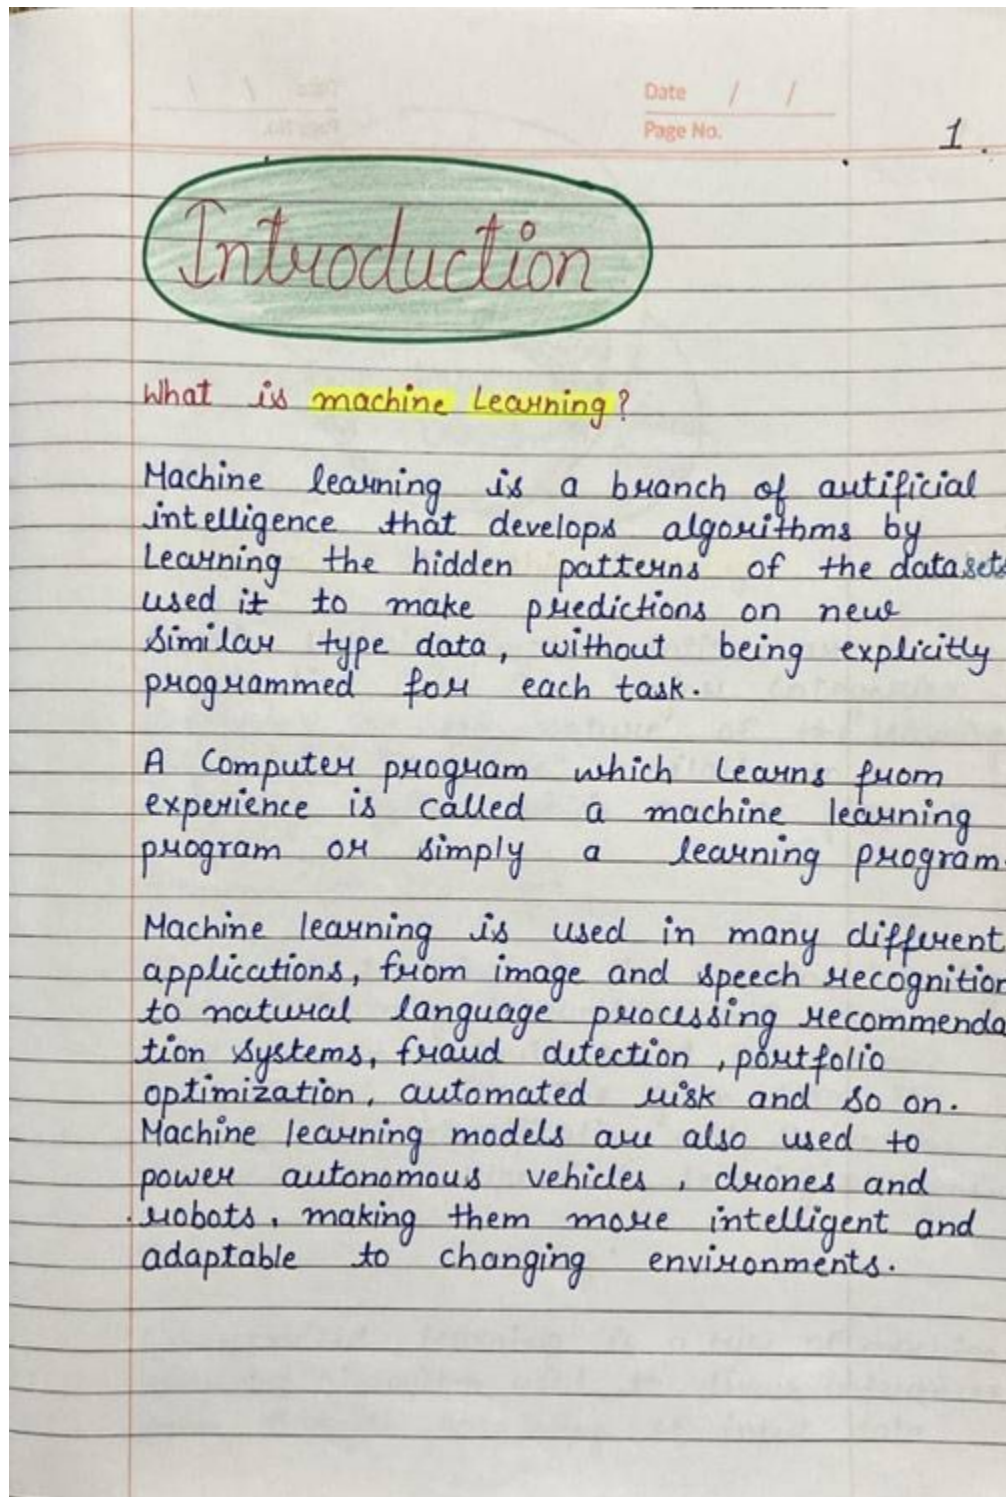 Date / /
Page No.
1.
Introduction
What is machine Learning?
Machine learning is a branch of artificial
intelligence that develops algorithms by
Learning the hidden patterns of the datasets
used it to make predictions on new
similar type data, without being explicitly
programmed for each task.
A Computer program which Learns from
experience is called a machine learning
program or simply a learning program.
Machine learning is used in many different
applications, from image and speech recognition
to natural language processing recommenda
tion systems, fraud detection, portfolio
optimization, automated risk and so on.
Machine learning models are also used to
power autonomous vehicles, drones and
robots, making them more intelligent and
adaptable to changing environments.